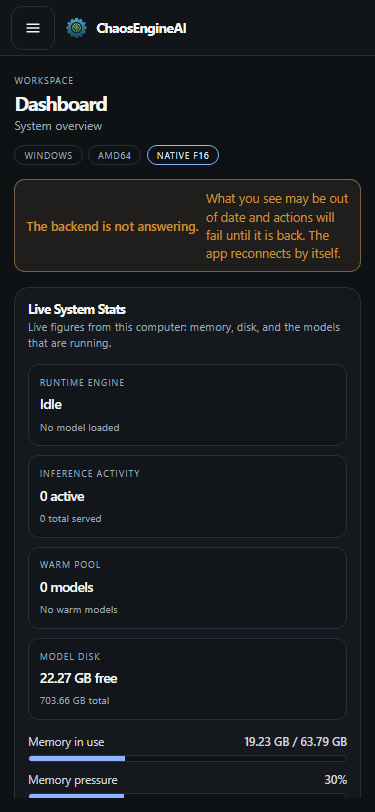 ChaosEngineAI
WORKSPACE
Dashboard
System overview
WINDOWS
AMD64
NATIVE F16
The backend is not answering.
What you see may be out
of date and actions will
fail until it is back. The
app reconnects by itself.
Live System Stats
Live figures from this computer: memory, disk, and the models
that are running.
RUNTIME ENGINE
Idle
No model loaded
INFERENCE ACTIVITY
0 active
0 total served
WARM POOL
0 models
No warm models
MODEL DISK
22.27 GB free
703.66 GB total
Memory in use
19.23 GB / 63.79 GB
Memory pressure
30%